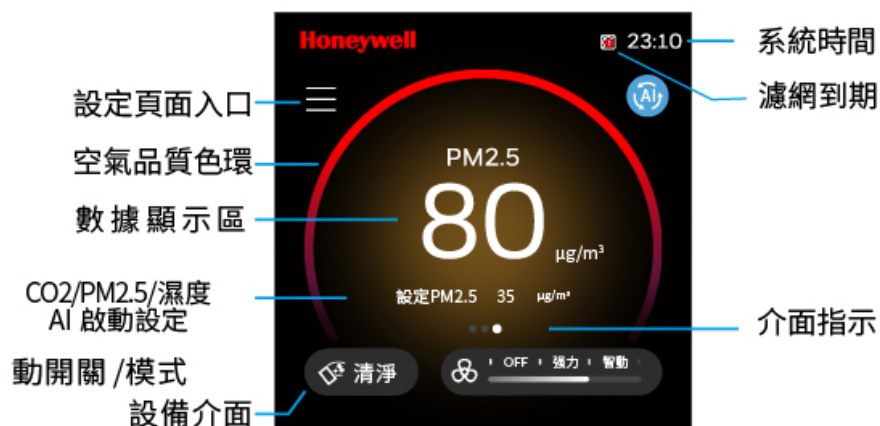 Honeywell
23:10
系統時間
AI
濾網到期
設定頁面入口
空氣品質色環
PM2.5
數據顯示區
80
μg/m³
CO2/PM2.5/濕度
AI 啟動設定
設定PM2.5 35 μg/m³
介面指示
動開關 /模式
清淨
OFF 强力 智動
設備介面